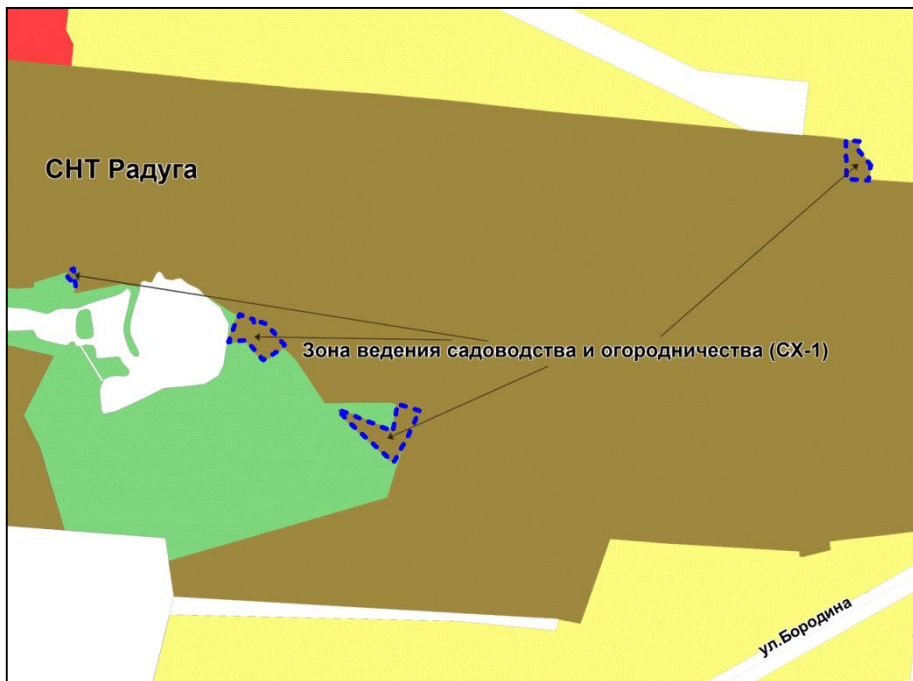 СНТ Радуга
Зона ведения садоводства и огородничества (СХ-1)
ул.Бородина